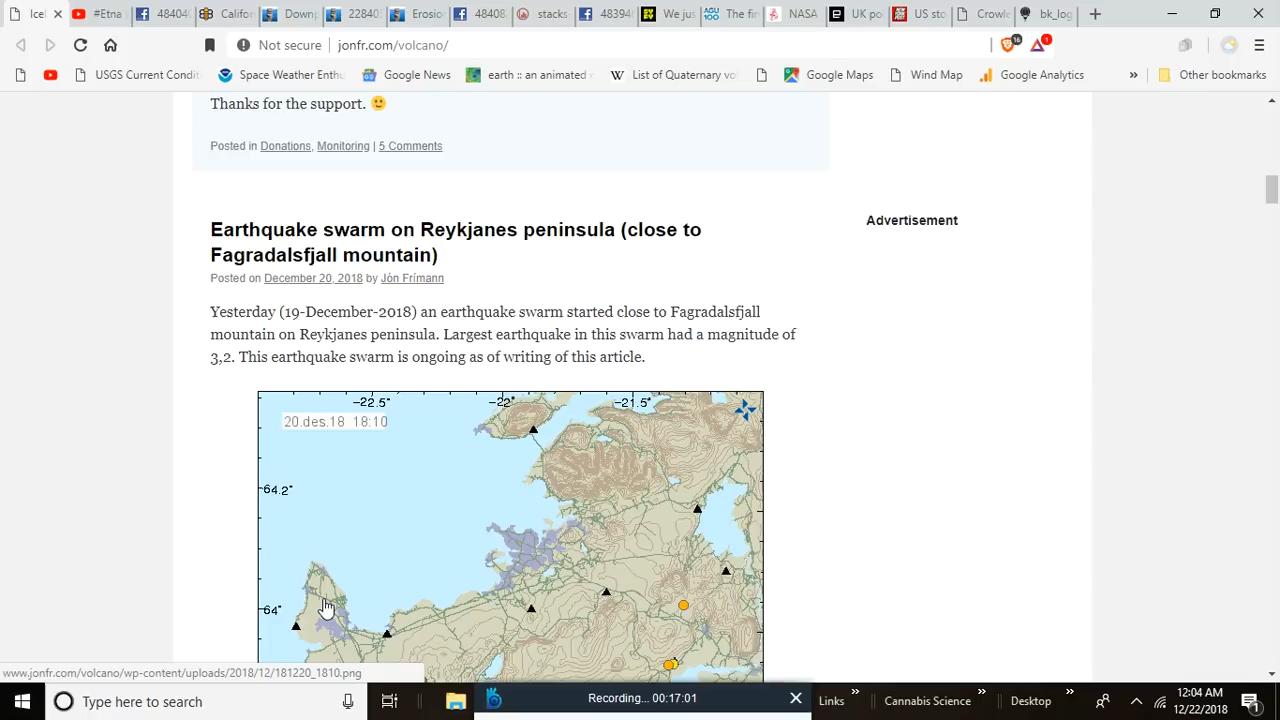 Icel
#Etna
48404
Califor
Downp
22840
Erosio
48408
stacks
48394
We jus
The fir
NASA
UK po
US sto
Crowle
bk_log
Not secure
jonfr.com/volcano/
16
1
USGS Current Condit
Space Weather Enthu
Google News
earth :: an animated
List of Quaternary vo
Google Maps
Wind Map
Google Analytics
»
Other bookmarks
Thanks for the support. 🙂
Posted in Donations, Monitoring | 5 Comments
Earthquake swarm on Reykjanes peninsula (close to
Fagradalsfjall mountain)
Advertisement
Posted on December 20, 2018 by Jón Frímann
Yesterday (19-December-2018) an earthquake swarm started close to Fagradalsfjall
mountain on Reykjanes peninsula. Largest earthquake in this swarm had a magnitude of
3,2. This earthquake swarm is ongoing as of writing of this article.
-22.5°
-22°
-21.5°
20.des.18 18:10
64.2°
64°
www.jonfr.com/volcano/wp-content/uploads/2018/12/181220_1810.png
Type here to search
Recording... 00:17:01
Links
»
Cannabis Science
»
Desktop
»
12:04 AM
12/22/2018
1